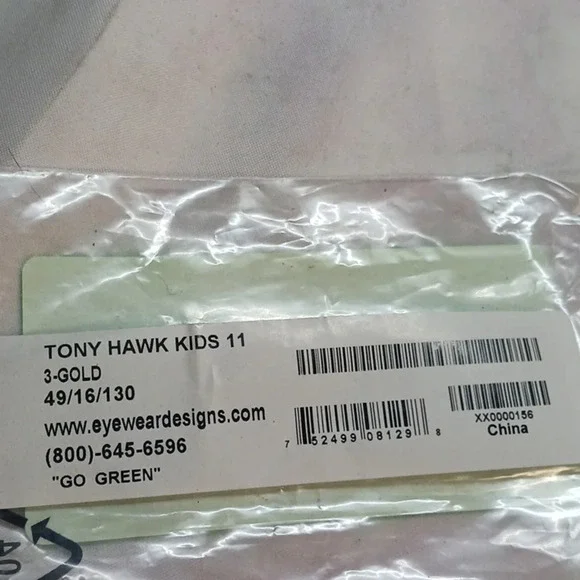 TONY HAWK KIDS 11
3-GOLD
49/16/130
www.eyeweardesigns.com
(800)-645-6596
"GO GREEN"
7 52499 08129 8
XX0000156
China
04